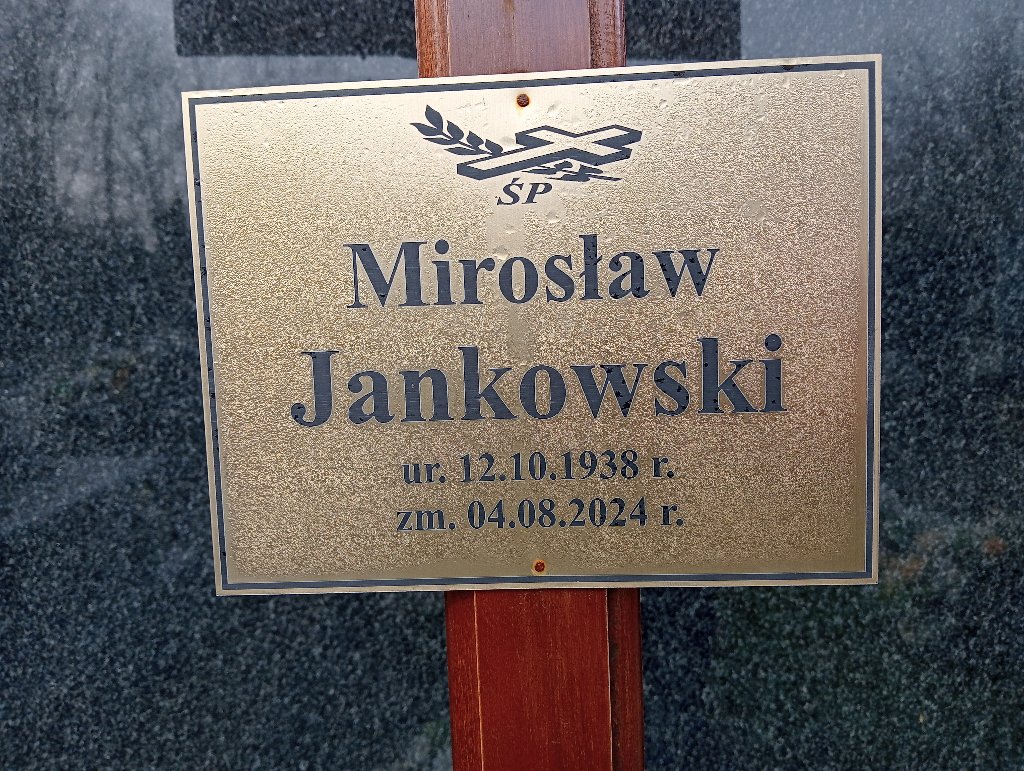 ŚP
Mirosław
Jankowski
ur. 12.10.1938 r.
zm. 04.08.2024 r.